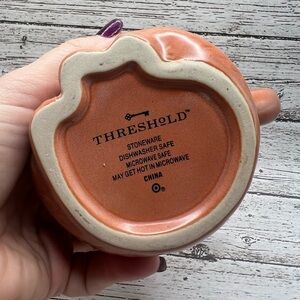 THRESHOLD
STONEWARE
DISHWASHER SAFE
MICROWAVE SAFE
MAY GET HOT IN MICROWAVE
CHINA